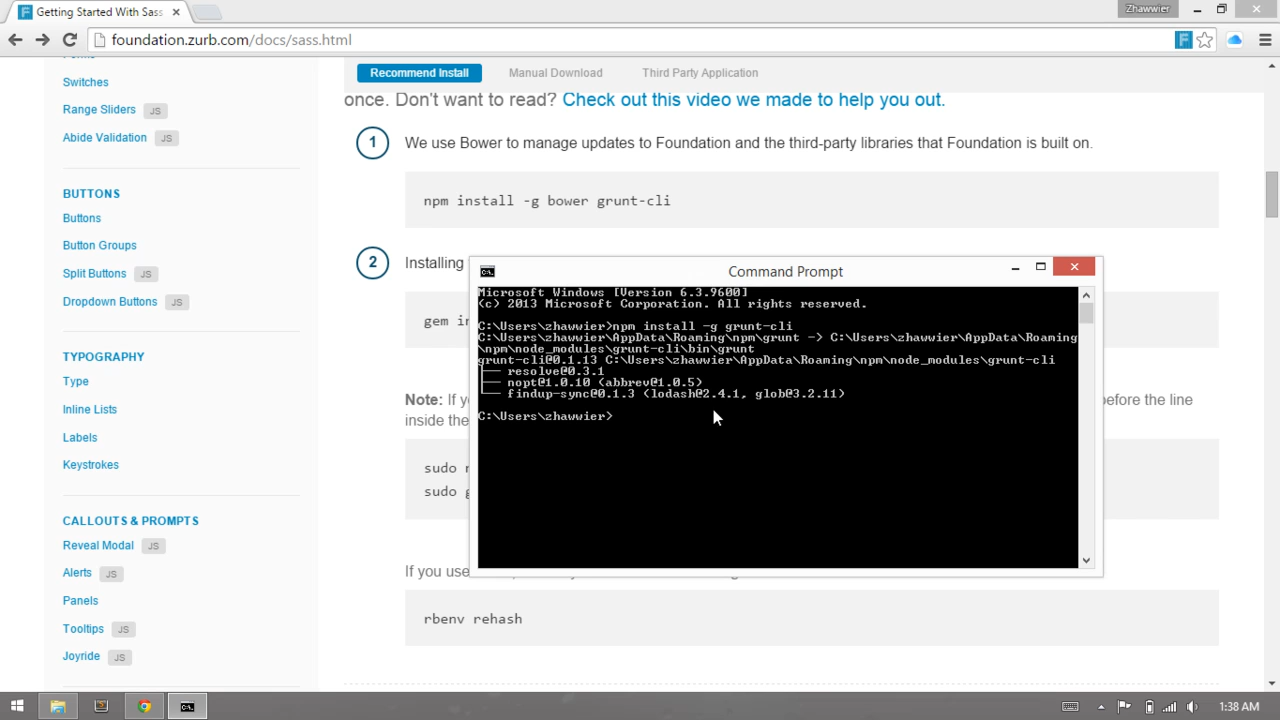 Getting Started With Sass
Zhawwier
foundation.zurb.com/docs/sass.html
Switches
Range Sliders JS
Abide Validation JS
BUTTONS
Buttons
Button Groups
Split Buttons JS
Dropdown Buttons JS
TYPOGRAPHY
Type
Inline Lists
Labels
Keystrokes
CALLOUTS & PROMPTS
Reveal Modal JS
Alerts JS
Panels
Tooltips JS
Joyride JS
Recommend Install Manual Download Third Party Application
once. Don't want to read? Check out this video we made to help you out.
1 We use Bower to manage updates to Foundation and the third-party libraries that Foundation is built on.
npm install -g bower grunt-cli
2 Installing
gem in
Note: If y
before the line
inside the
sudo
sudo g
If you use
rbenv rehash
Command Prompt
Microsoft Windows [Version 6.3.9600]
(c) 2013 Microsoft Corporation. All rights reserved.
C:\Users\zhawwier>npm install -g grunt-cli
C:\Users\zhawwier\AppData\Roaming\npm\grunt -> C:\Users\zhawwier\AppData\Roaming
\npm\node_modules\grunt-cli\bin\grunt
grunt-cli@0.1.13 C:\Users\zhawwier\AppData\Roaming\npm\node_modules\grunt-cli
├── resolve@0.3.1
├── nopt@1.0.10 (abbrev@1.0.5)
└── findup-sync@0.1.3 (lodash@2.4.1, glob@3.2.11)
C:\Users\zhawwier>
1:38 AM